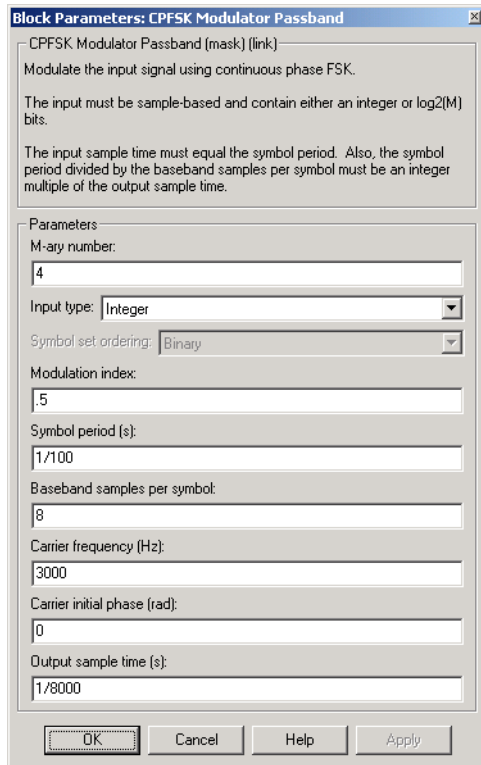 Block Parameters: CPFSK Modulator Passband
CPFSK Modulator Passband (mask) (link)
Modulate the input signal using continuous phase FSK.
The input must be sample-based and contain either an integer or log2(M)
bits.
The input sample time must equal the symbol period. Also, the symbol
period divided by the baseband samples per symbol must be an integer
multiple of the output sample time.
Parameters
M-ary number:
4
Input type: Integer
Symbol set ordering: Binary
Modulation index:
.5
Symbol period (s):
1/100
Baseband samples per symbol:
8
Carrier frequency (Hz):
3000
Carrier initial phase (rad):
0
Output sample time (s):
1/8000
OK Cancel Help Apply